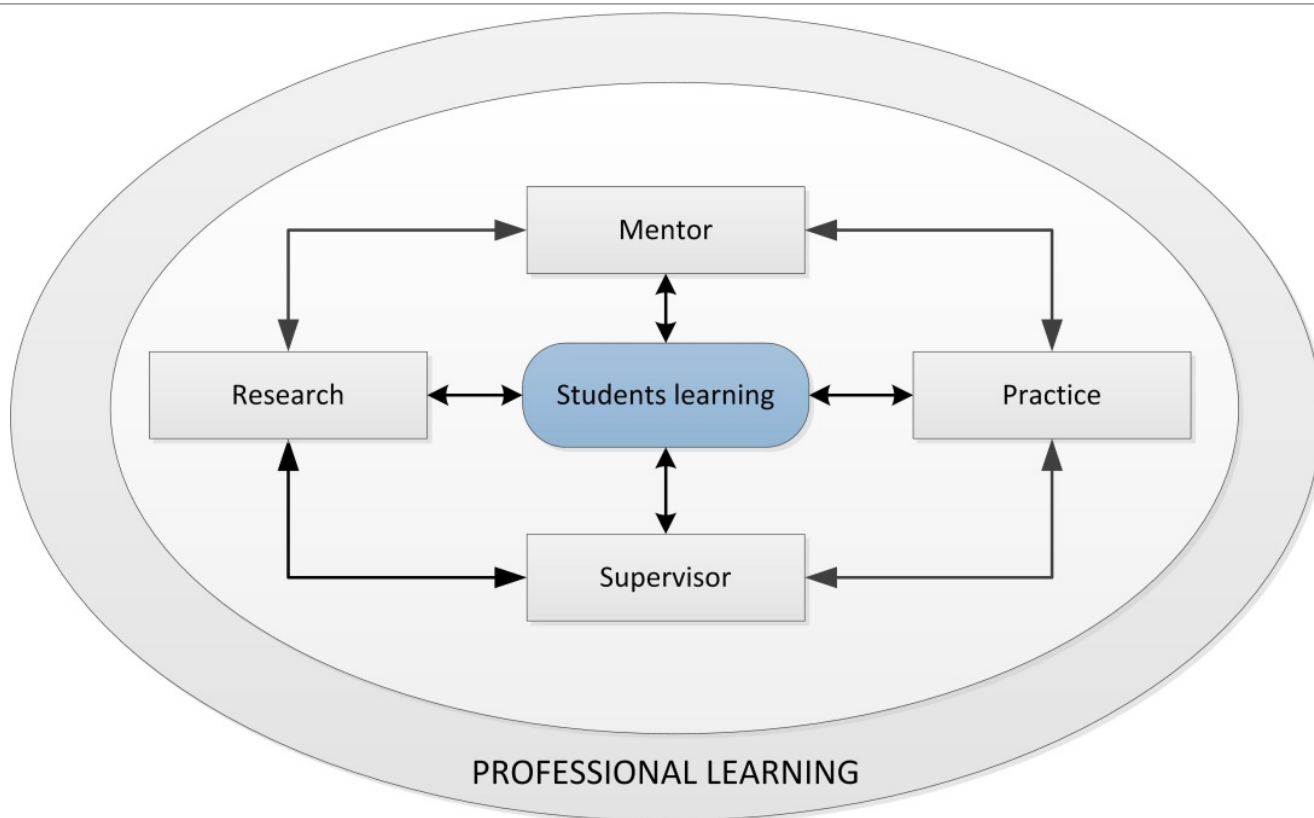 Mentor
Research
Students learning
Practice
Supervisor
PROFESSIONAL LEARNING